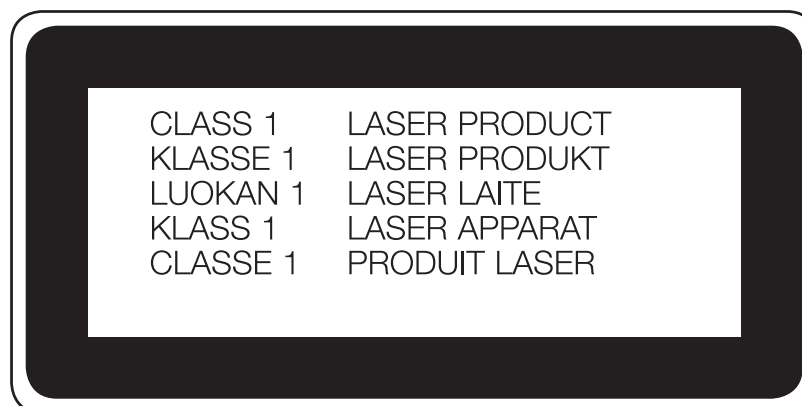 CLASS 1 LASER PRODUCT
KLASSE 1 LASER PRODUKT
LUOKAN 1 LASER LAITE
KLASS 1 LASER APPARAT
CLASSE 1 PRODUIT LASER